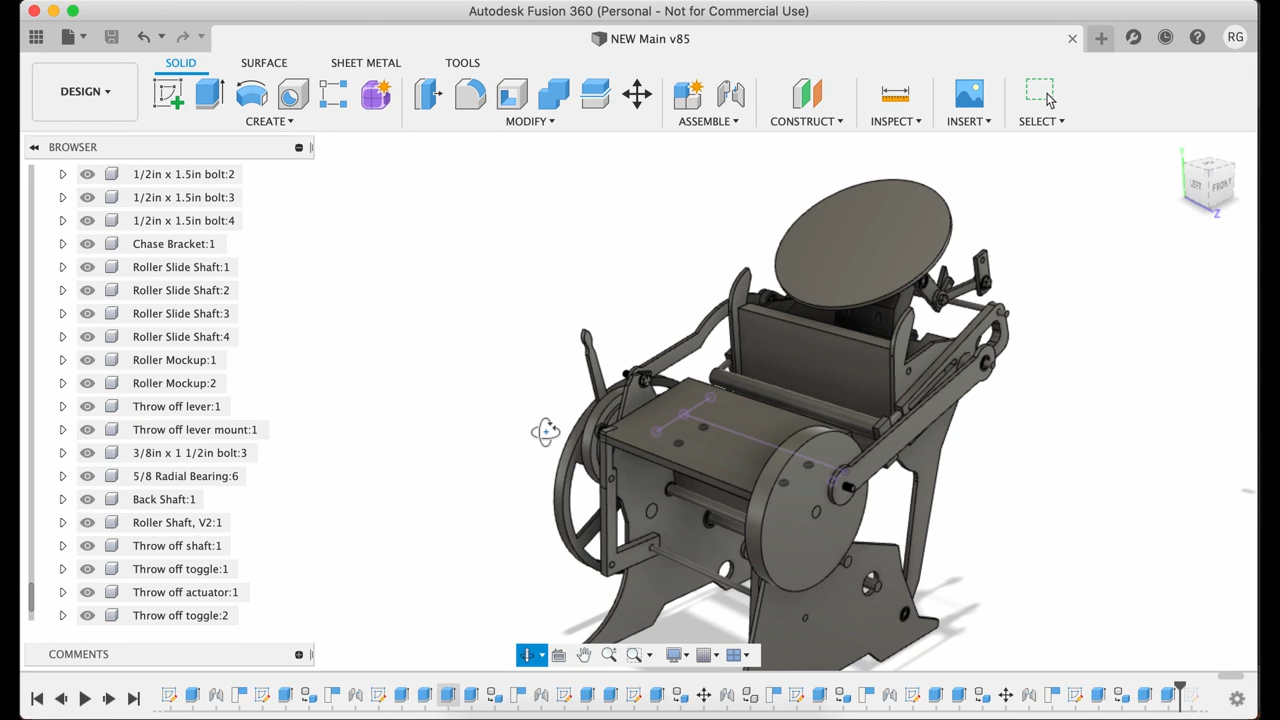 Autodesk Fusion 360 (Personal - Not for Commercial Use)
NEW Main v85
RG
DESIGN
SOLID
SURFACE
SHEET METAL
TOOLS
CREATE
MODIFY
ASSEMBLE
CONSTRUCT
INSPECT
INSERT
SELECT
BROWSER
1/2in x 1.5in bolt:2
1/2in x 1.5in bolt:3
1/2in x 1.5in bolt:4
Chase Bracket:1
Roller Slide Shaft:1
Roller Slide Shaft:2
Roller Slide Shaft:3
Roller Slide Shaft:4
Roller Mockup:1
Roller Mockup:2
Throw off lever:1
Throw off lever mount:1
3/8in x 1 1/2in bolt:3
5/8 Radial Bearing:6
Back Shaft:1
Roller Shaft, V2:1
Throw off shaft:1
Throw off toggle:1
Throw off actuator:1
Throw off toggle:2
COMMENTS
Y
LEFT
FRONT
Z